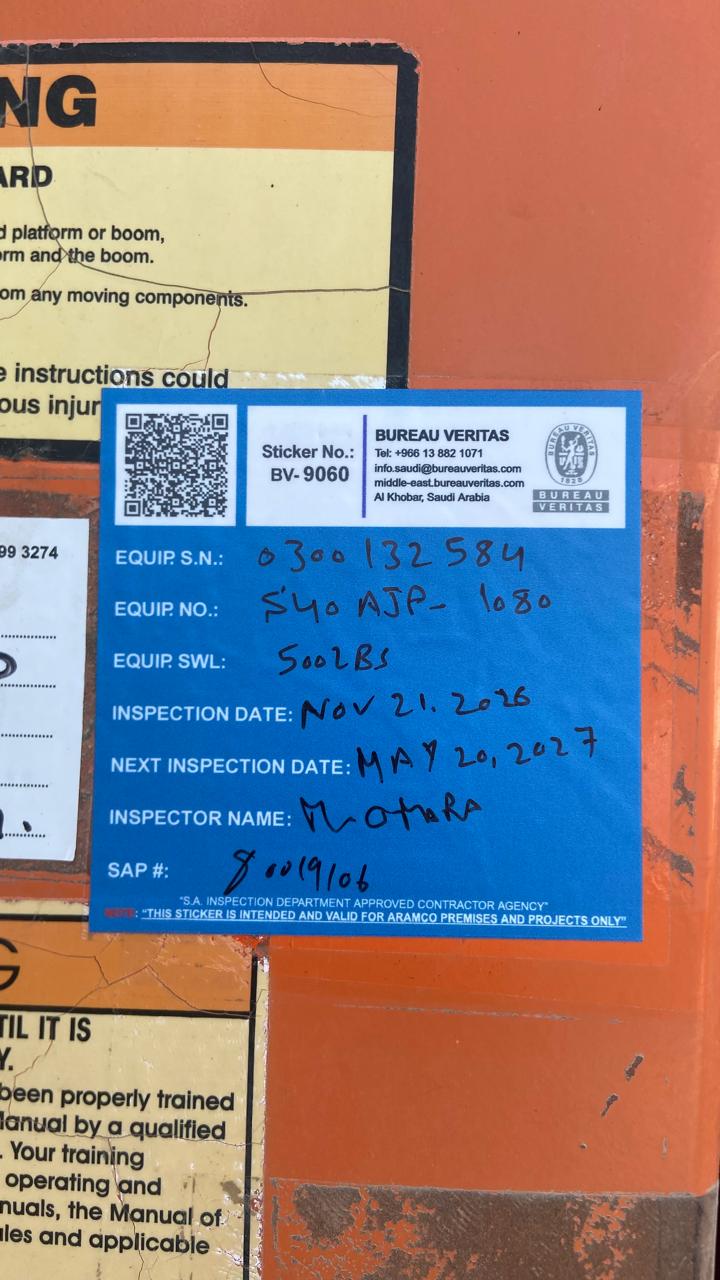 NG
ARD
d platform or boom,
orm and the boom.
om any moving components.
e instructions could
ous injur
Sticker No.:
BV- 9060
BUREAU VERITAS
Tel: +966 13 882 1071
info.saudi@bureauveritas.com
middle-east.bureauveritas.com
Al Khobar, Saudi Arabia
BUREAU VERITAS
1828
BUREAU
VERITAS
99 3274
EQUIP. S.N.: 0300132584
EQUIP. NO.: 540 AJP- 1080
EQUIP. SWL: 500LBS
INSPECTION DATE: NOV 21, 2026
NEXT INSPECTION DATE: MAY 20, 2027
INSPECTOR NAME:
SAP #: 80019106
"S.A. INSPECTION DEPARTMENT APPROVED CONTRACTOR AGENCY"
NOTE: "THIS STICKER IS INTENDED AND VALID FOR ARAMCO PREMISES AND PROJECTS ONLY"
G
TIL IT IS
Y.
been properly trained
Manual by a qualified
. Your training
operating and
nuals, the Manual of
ules and applicable